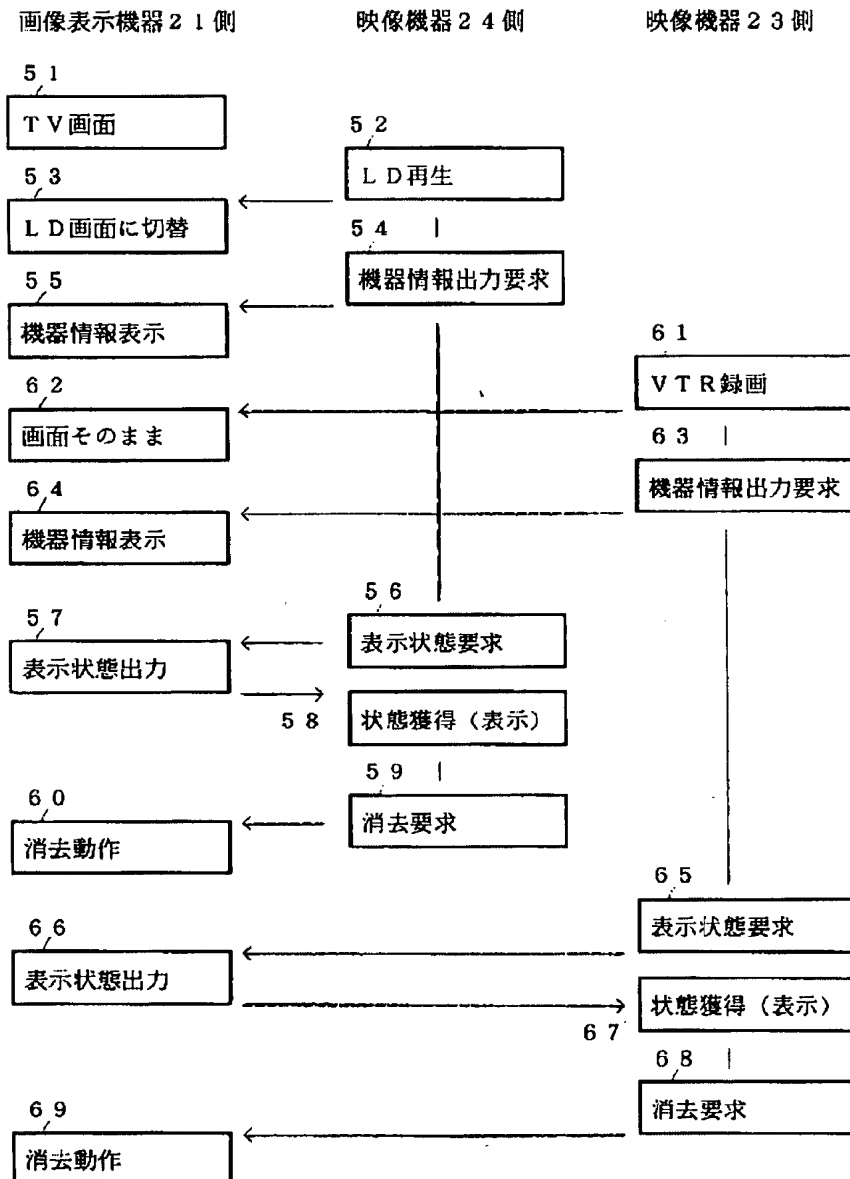 画像表示機器２１側　映像機器２４側　映像機器２３側
５１
ＴＶ画面
５２
ＬＤ再生
５３
ＬＤ画面に切替
５４
機器情報出力要求
５５
機器情報表示
６１
ＶＴＲ録画
６２
画面そのまま
６３
機器情報出力要求
６４
機器情報表示
５６
表示状態要求
５７
表示状態出力
５８
状態獲得（表示）
５９
消去要求
６０
消去動作
６５
表示状態要求
６６
表示状態出力
６７
状態獲得（表示）
６８
消去要求
６９
消去動作